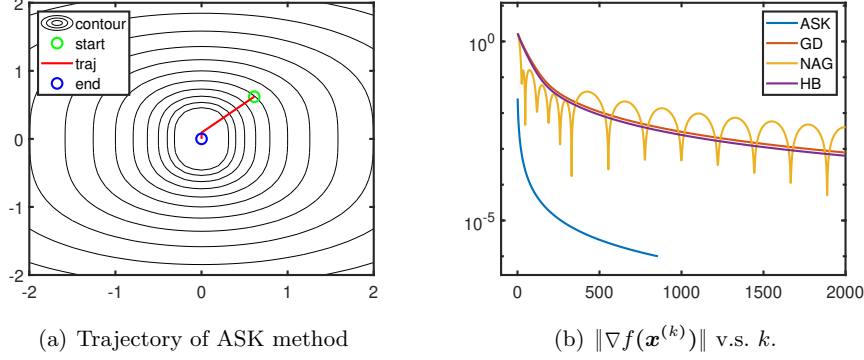 2
1
0
-1
-2
-2
-1
0
1
2
contour
start
traj
end
(a) Trajectory of ASK method
10^0
10^-5
0
500
1000
1500
2000
ASK
GD
NAG
HB
(b) ‖∇f(x^(k))‖ v.s. k.